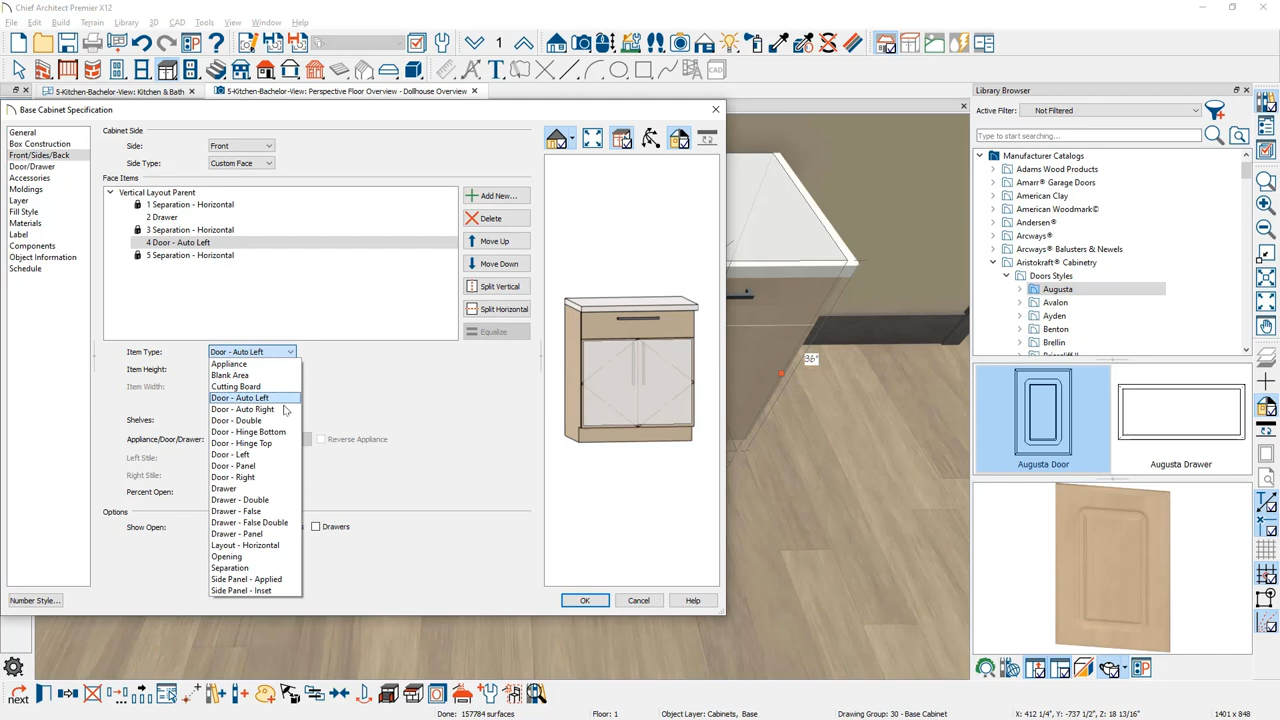 Chief Architect Premier X12
File Edit Build Terrain Library 3D CAD Tools View Window Help
1
CAD
5-Kitchen-Bachelor-View: Kitchen & Bath
5-Kitchen-Bachelor-View: Perspective Floor Overview - Dollhouse Overview
Base Cabinet Specification
General
Box Construction
Front/Sides/Back
Door/Drawer
Accessories
Moldings
Layer
Fill Style
Materials
Label
Components
Object Information
Schedule
Number Style...
Cabinet Side
Side: Front
Side Type: Custom Face
Face Items
Vertical Layout Parent
1 Separation - Horizontal
2 Drawer
3 Separation - Horizontal
4 Door - Auto Left
5 Separation - Horizontal
Add New...
Delete
Move Up
Move Down
Split Vertical
Split Horizontal
Equalize
Item Type: Door - Auto Left
Item Height:
Item Width:
Shelves:
Appliance/Door/Drawer:
Reverse Appliance
Left Stile:
Right Stile:
Percent Open:
Options
Show Open:
Drawers
Appliance
Blank Area
Cutting Board
Door - Auto Left
Door - Auto Right
Door - Double
Door - Hinge Bottom
Door - Hinge Top
Door - Left
Door - Panel
Door - Right
Drawer
Drawer - Double
Drawer - False
Drawer - False Double
Drawer - Panel
Layout - Horizontal
Opening
Separation
Side Panel - Applied
Side Panel - Inset
OK
Cancel
Help
36"
Library Browser
Active Filter: Not Filtered
Type to start searching...
Manufacturer Catalogs
Adams Wood Products
Amarr® Garage Doors
American Clay
American Woodmark©
Andersen®
Arcways®
Arcways® Balusters & Newels
Aristokraft® Cabinetry
Doors Styles
Augusta
Avalon
Ayden
Benton
Brellin
Augusta Door
Augusta Drawer
next
Done: 157784 surfaces
Floor: 1
Object Layer: Cabinets, Base
Drawing Group: 30 - Base Cabinet
X: 412 1/4", Y: -737 1/2", Z: 18 13/16"
1401 x 848